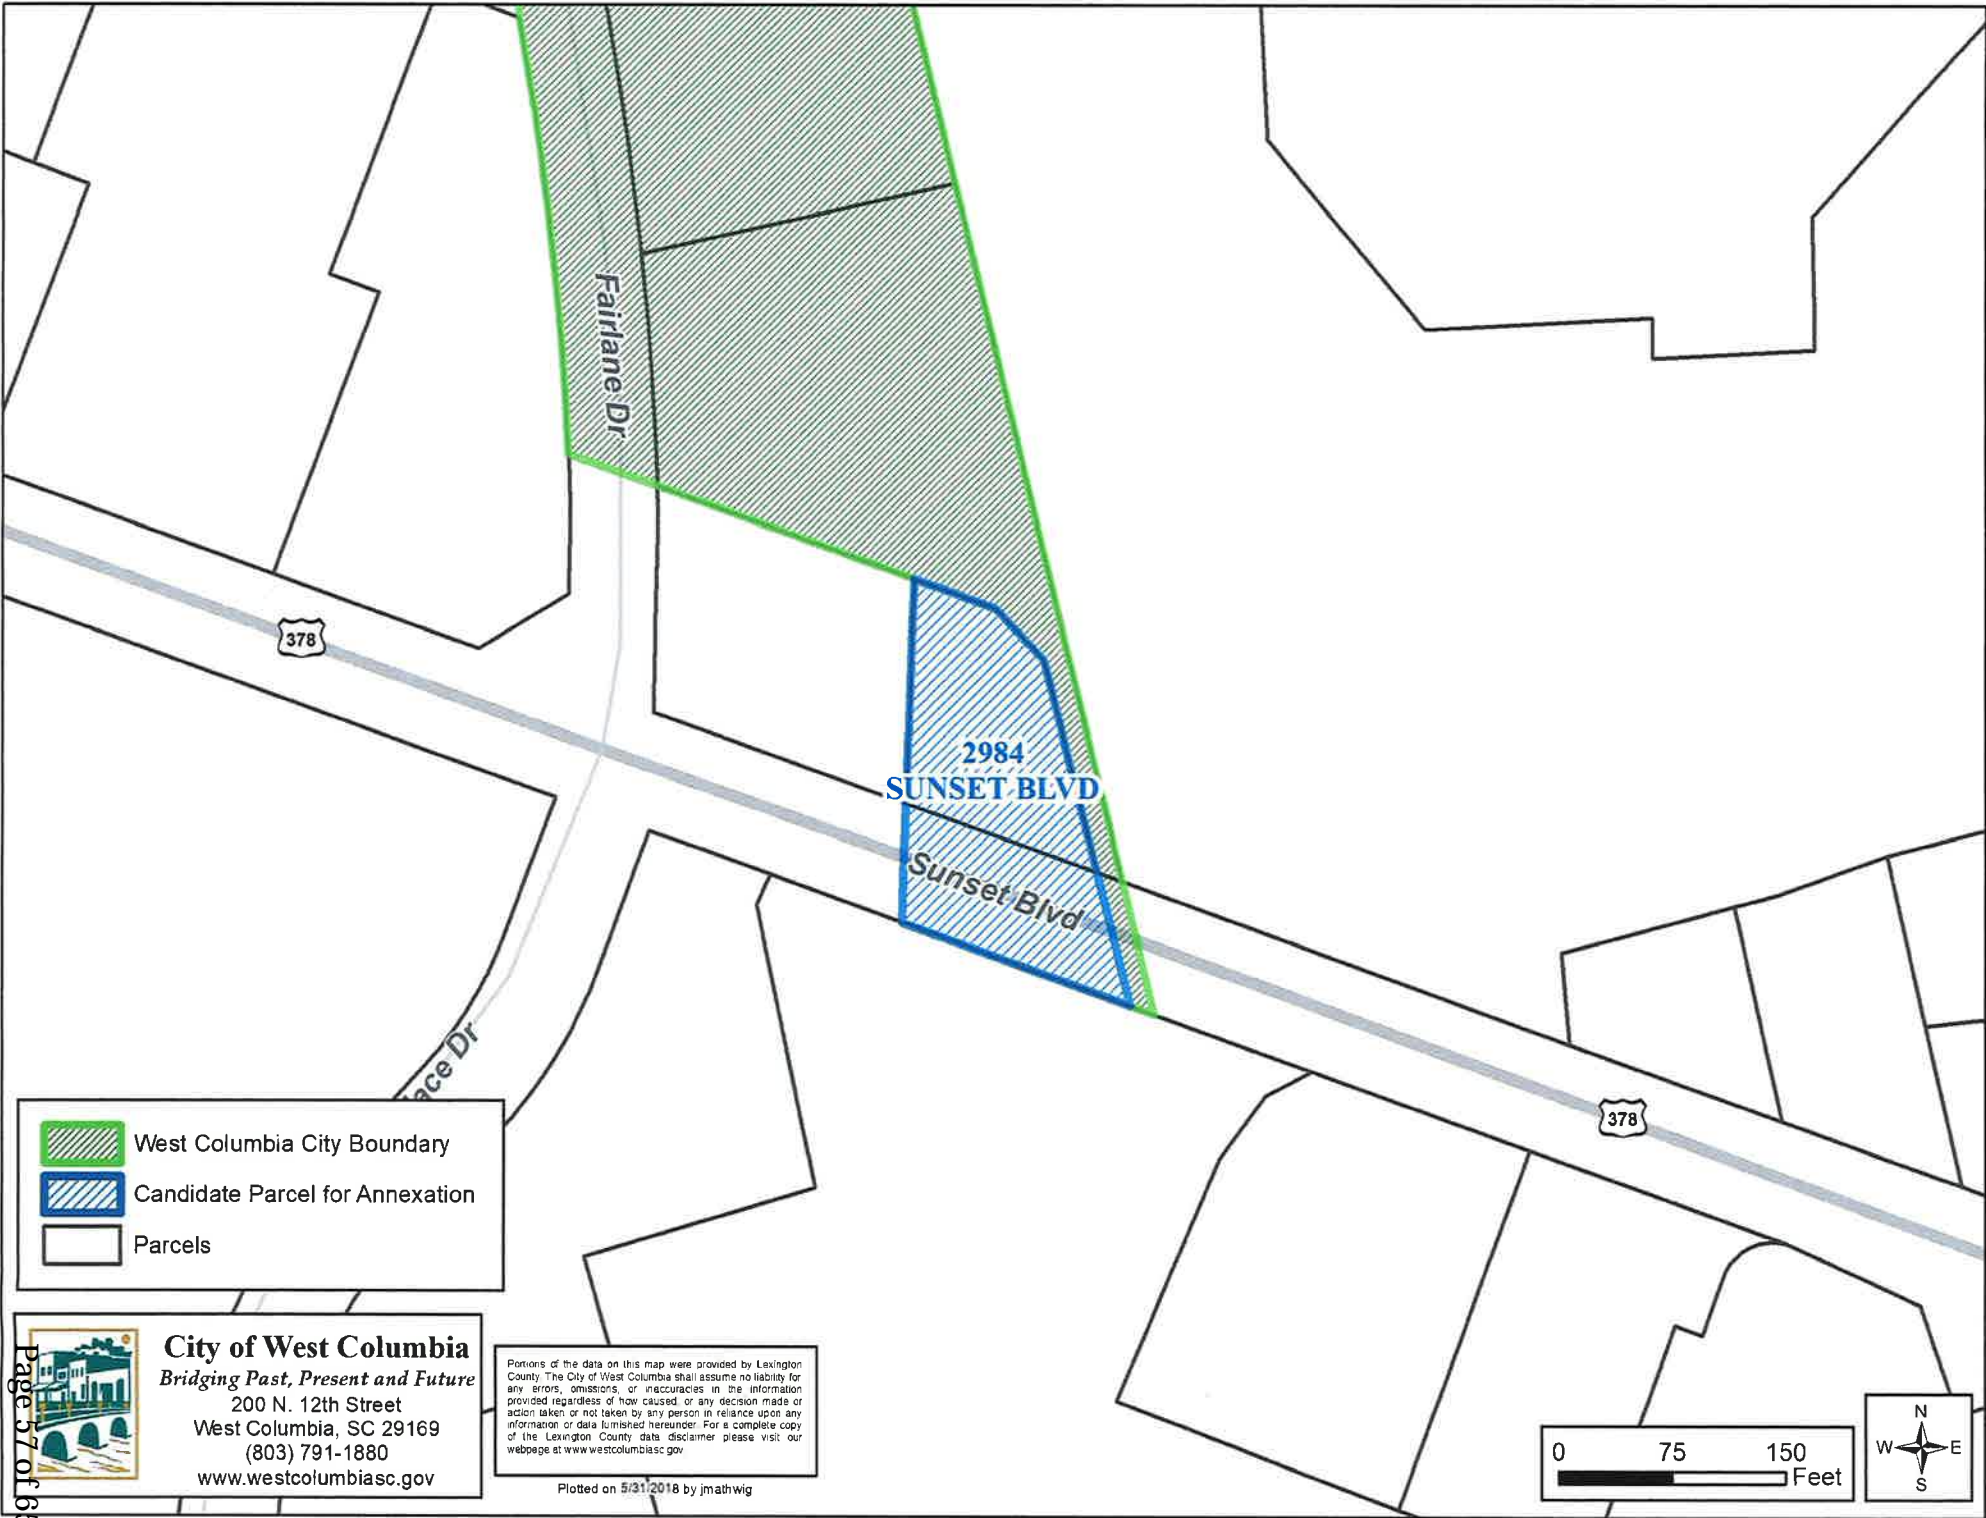 Fairlane Dr
378
2984
SUNSET BLVD
Sunset Blvd
378
West Columbia City Boundary
Candidate Parcel for Annexation
Parcels
City of West Columbia
Bridging Past, Present and Future
200 N. 12th Street
West Columbia, SC 29169
(803) 791-1880
www.westcolumbiasc.gov
Portions of the data on this map were provided by Lexington
County. The City of West Columbia shall assume no liability for
any errors, omissions, or inaccuracies in the information
provided regardless of how caused, or any decision made or
action taken or not taken by any person in reliance upon any
information or data furnished hereunder. For a complete copy
of the Lexington County data disclaimer please visit our
webpage at www.westcolumbiasc.gov
Plotted on 5/31/2018 by jmathwig
0 75 150
Feet
N
W E
S
Page 57 of